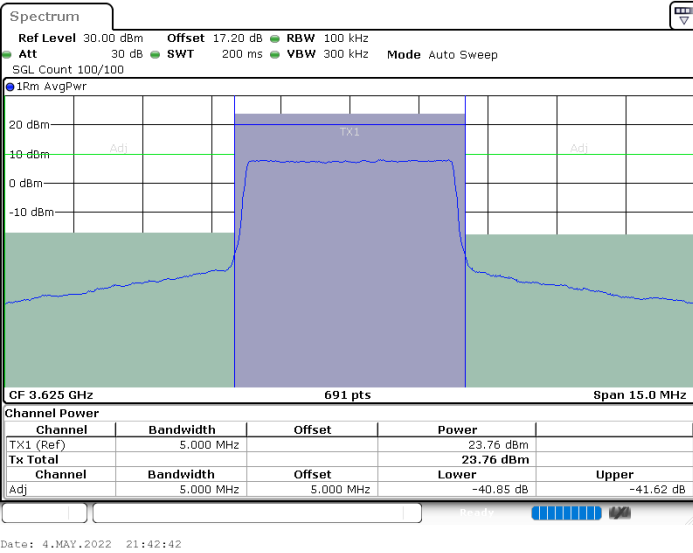 Spectrum
Ref Level 30.00 dBm Offset 17.20 dB RBW 100 kHz
Att 30 dB SWT 200 ms VBW 300 kHz Mode Auto Sweep
SGL Count 100/100
1Rm AvgPwr
20 dBm
TX1
Adj Adj
10 dBm
0 dBm
-10 dBm
CF 3.625 GHz 691 pts Span 15.0 MHz
Channel Power
Channel Bandwidth Offset Power
TX1 (Ref) 5.000 MHz 23.76 dBm
Tx Total 23.76 dBm
Channel Bandwidth Offset Lower Upper
Adj 5.000 MHz 5.000 MHz -40.85 dB -41.62 dB
Ready
Date: 4.MAY.2022 21:42:42